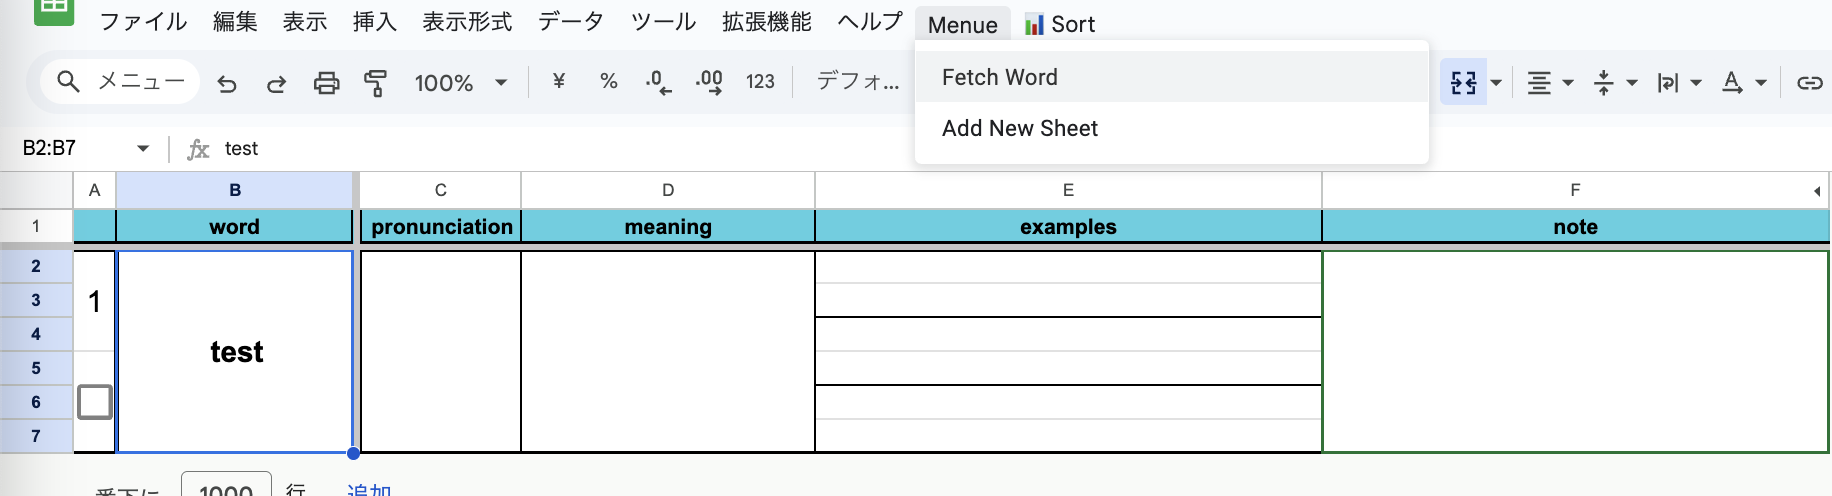 ファイル 編集 表示 挿入 表示形式 データ ツール 拡張機能 ヘルプ Menue Sort
メニュー 100% ¥ % .0 .00 123 デフォ... A
Fetch Word
Add New Sheet
B2:B7 fx test
A B C D E F
1 word pronunciation meaning examples note
2
3 1
4
test
5
6
7
1000 行 追加